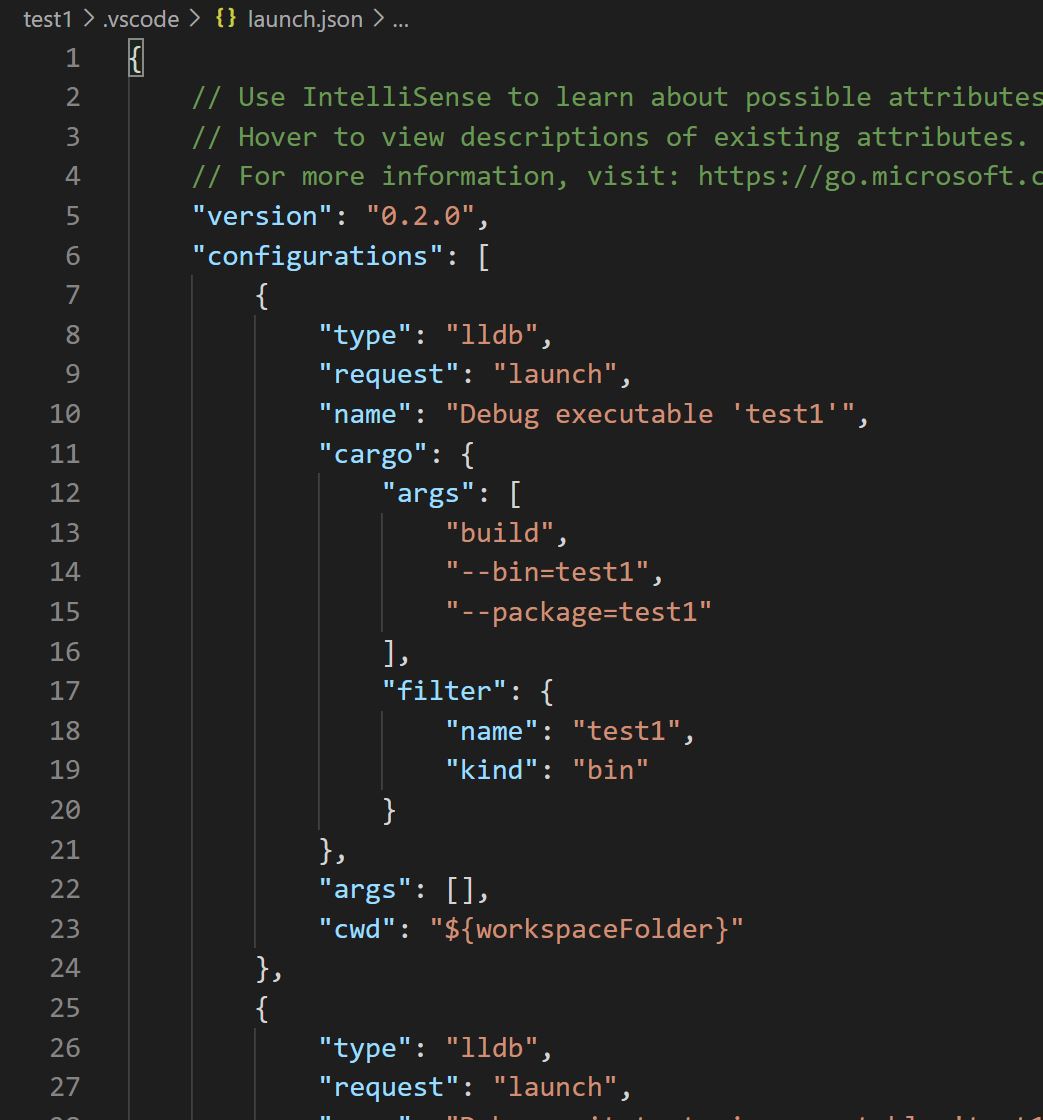 test1 > .vscode > {} launch.json > ...
1 {
2 // Use IntelliSense to learn about possible attributes
3 // Hover to view descriptions of existing attributes.
4 // For more information, visit: https://go.microsoft.c
5 "version": "0.2.0",
6 "configurations": [
7 {
8 "type": "lldb",
9 "request": "launch",
10 "name": "Debug executable 'test1'",
11 "cargo": {
12 "args": [
13 "build",
14 "--bin=test1",
15 "--package=test1"
16 ],
17 "filter": {
18 "name": "test1",
19 "kind": "bin"
20 }
21 },
22 "args": [],
23 "cwd": "${workspaceFolder}"
24 },
25 {
26 "type": "lldb",
27 "request": "launch",